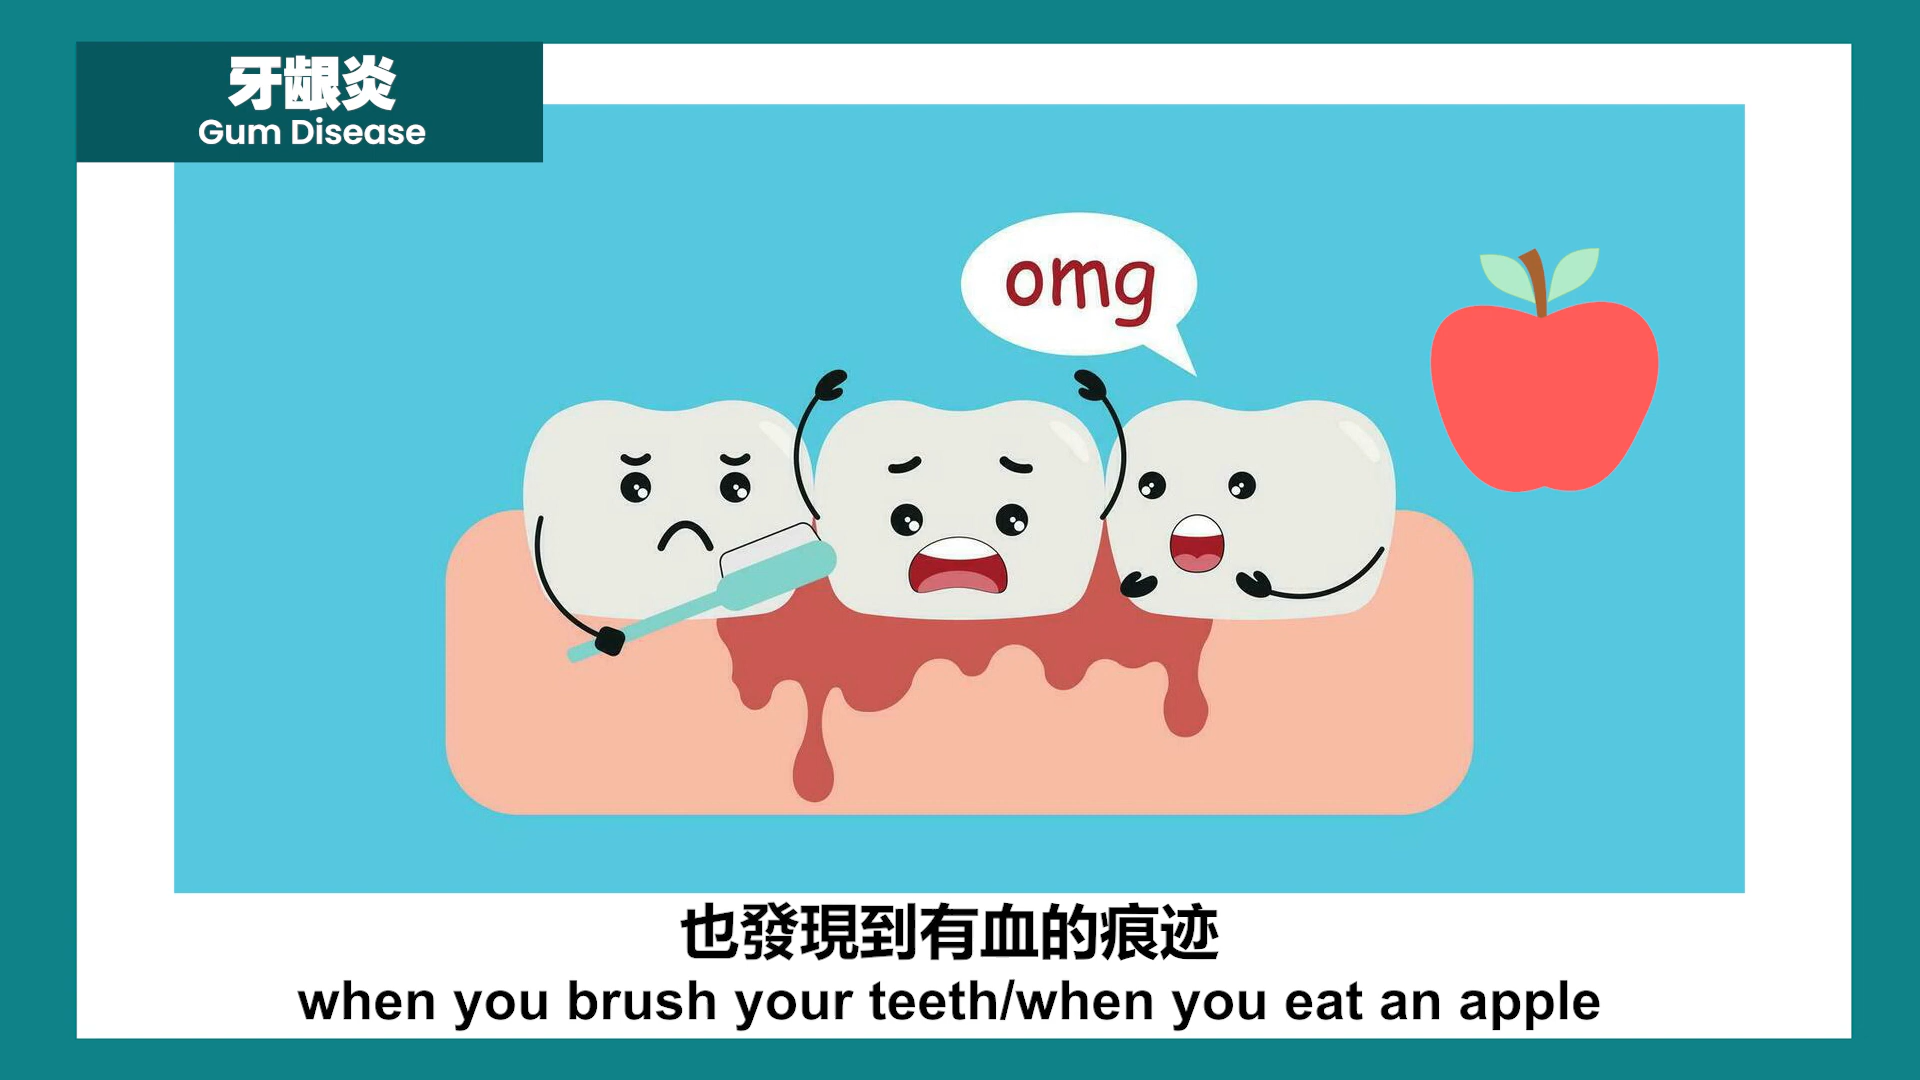 牙龈炎
Gum Disease
omg
也發現到有血的痕迹
when you brush your teeth/when you eat an apple